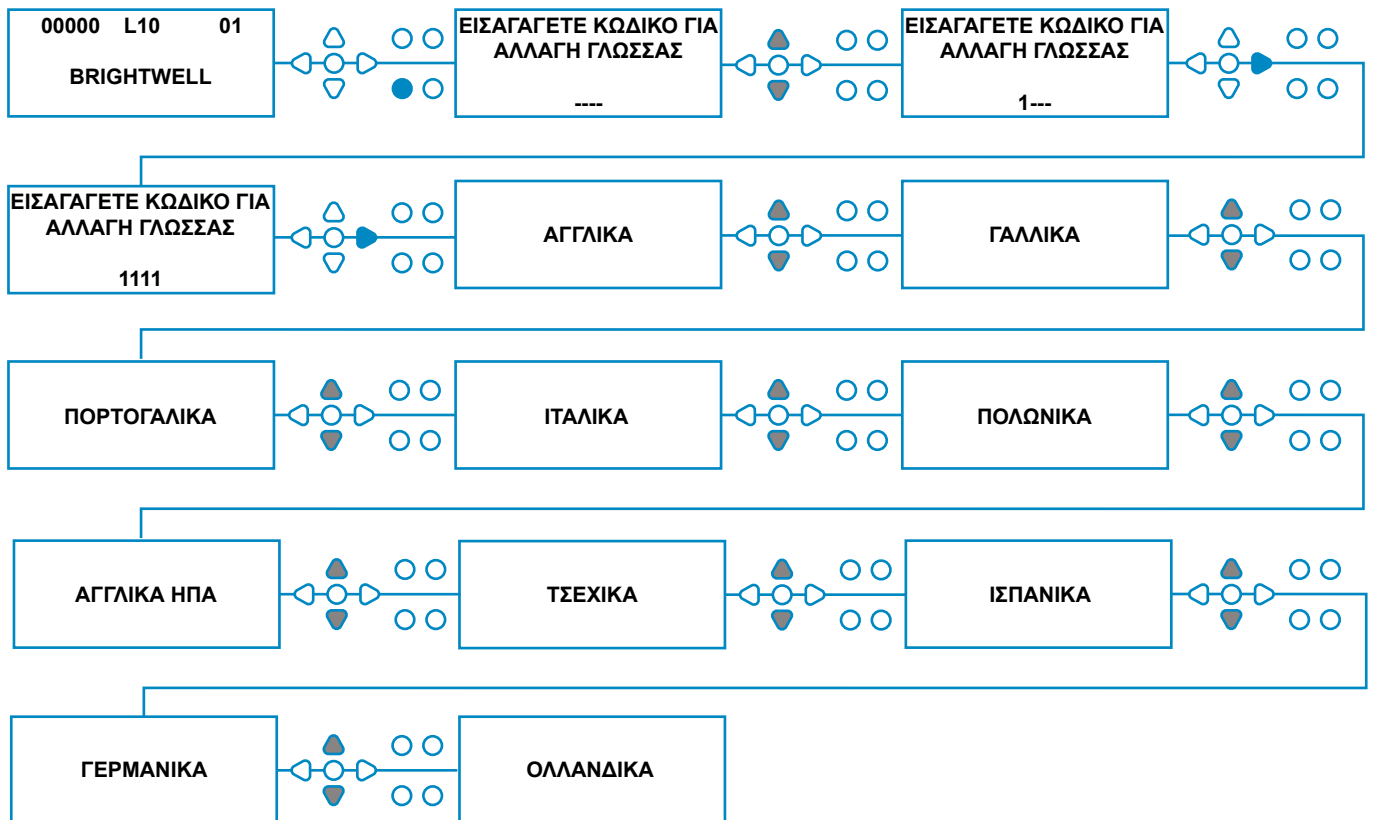 00000 L10 01
BRIGHTWELL
ΕΙΣΑΓΑΓΕΤΕ ΚΩΔΙΚΟ ΓΙΑ
ΑΛΛΑΓΗ ΓΛΩΣΣΑΣ
----
ΕΙΣΑΓΑΓΕΤΕ ΚΩΔΙΚΟ ΓΙΑ
ΑΛΛΑΓΗ ΓΛΩΣΣΑΣ
1---
ΕΙΣΑΓΑΓΕΤΕ ΚΩΔΙΚΟ ΓΙΑ
ΑΛΛΑΓΗ ΓΛΩΣΣΑΣ
1111
ΑΓΓΛΙΚΑ
ΓΑΛΛΙΚΑ
ΠΟΡΤΟΓΑΛΙΚΑ
ΙΤΑΛΙΚΑ
ΠΟΛΩΝΙΚΑ
ΑΓΓΛΙΚΑ ΗΠΑ
ΤΣΕΧΙΚΑ
ΙΣΠΑΝΙΚΑ
ΓΕΡΜΑΝΙΚΑ
ΟΛΛΑΝΔΙΚΑ